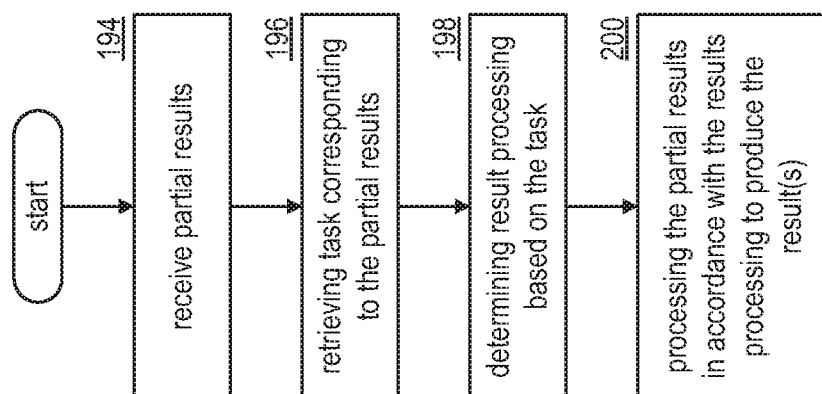 start
194
receive partial results
196
retrieving task corresponding
to the partial results
198
determining result processing
based on the task
200
processing the partial results
in accordance with the results
processing to produce the
result(s)